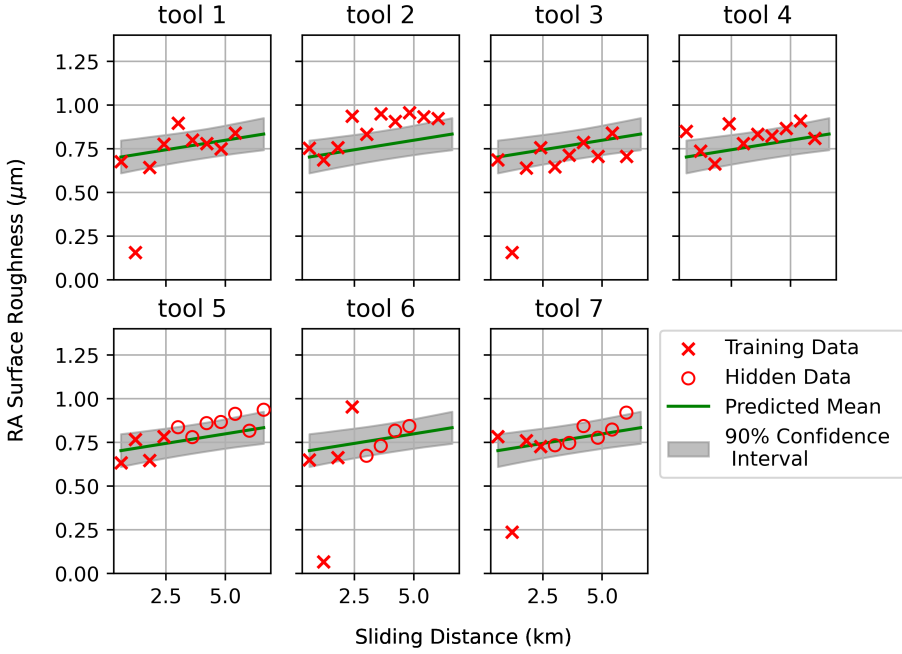 tool 1 tool 2 tool 3 tool 4
1.25
1.00
0.75
0.50
0.25
0.00
RA Surface Roughness (μm)
tool 5 tool 6 tool 7
1.25
1.00
0.75
0.50
0.25
0.00
2.5 5.0 2.5 5.0 2.5 5.0
Sliding Distance (km)
Training Data
Hidden Data
Predicted Mean
90% Confidence
Interval